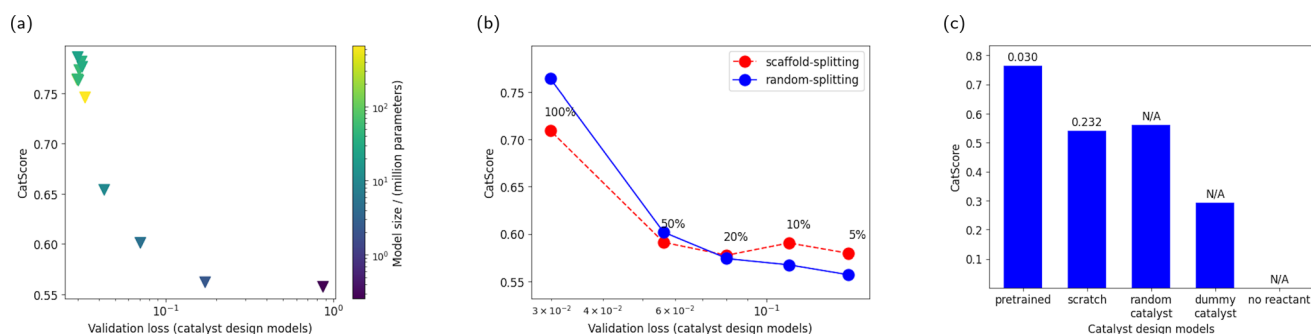 (a)
CatScore
0.75
0.70
0.65
0.60
0.55
10⁻¹
10⁰
Validation loss (catalyst design models)
10²
10¹
10⁰
Model size / (million parameters)
(b)
CatScore
0.75
0.70
0.65
0.60
0.55
scaffold-splitting
random-splitting
100%
50%
20%
10%
5%
3 × 10⁻²
4 × 10⁻²
6 × 10⁻²
10⁻¹
Validation loss (catalyst design models)
(c)
CatScore
0.8
0.7
0.6
0.5
0.4
0.3
0.2
0.1
0.030
0.232
N/A
N/A
N/A
pretrained
scratch
random
catalyst
dummy
catalyst
no reactant
Catalyst design models